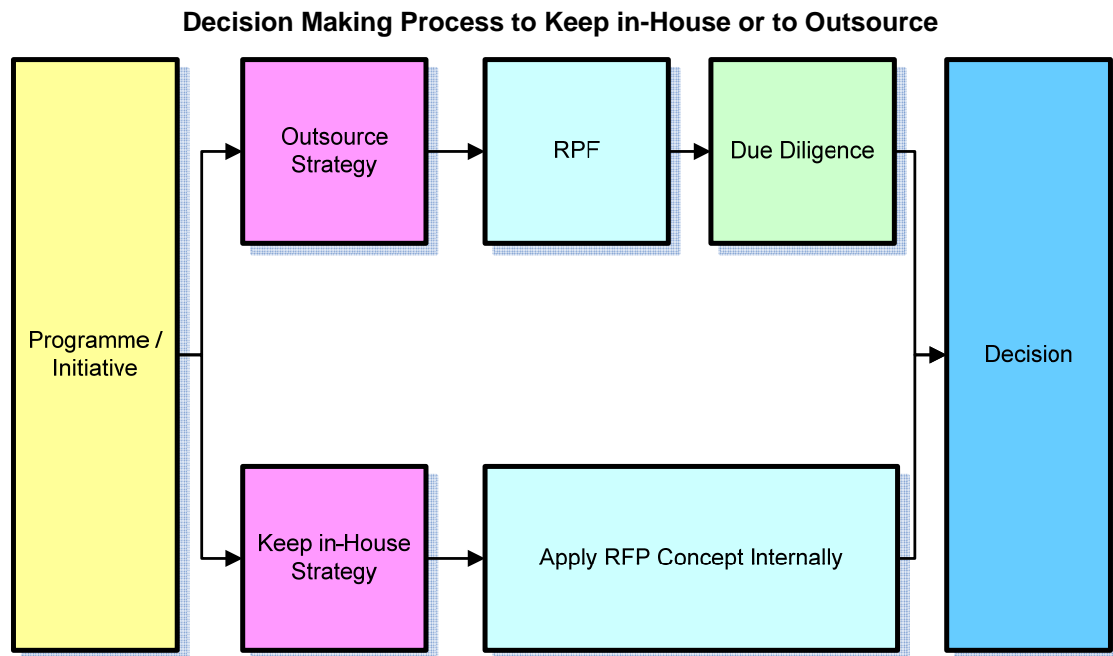 Decision Making Process to Keep in-House or to Outsource
Programme /
Initiative
Outsource
Strategy
RPF
Due Diligence
Keep in-House
Strategy
Apply RFP Concept Internally
Decision